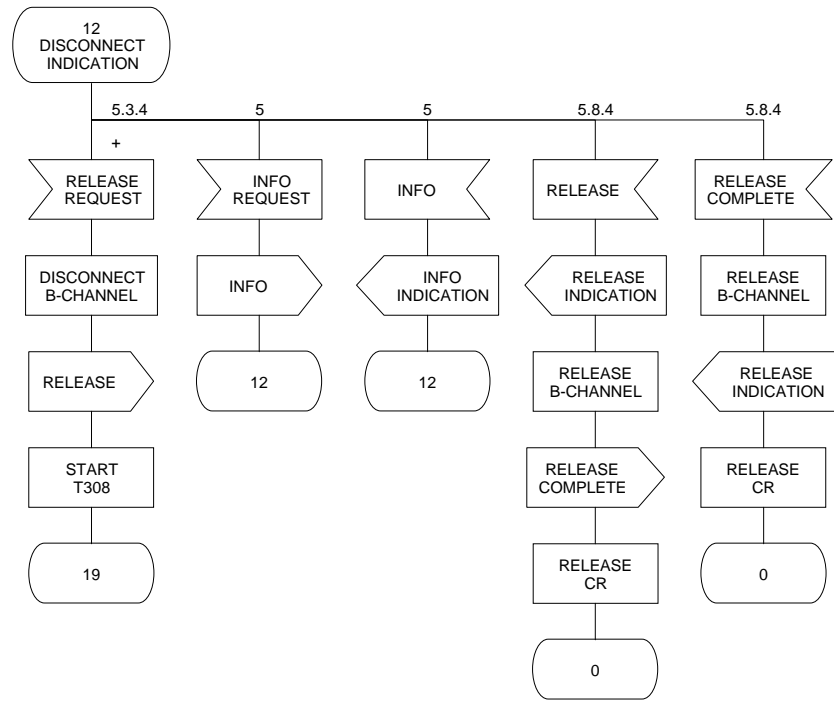 12
DISCONNECT
INDICATION
5.3.4
5
5
5.8.4
5.8.4
+
RELEASE
REQUEST
INFO
REQUEST
INFO
RELEASE
RELEASE
COMPLETE
DISCONNECT
B-CHANNEL
INFO
INFO
INDICATION
RELEASE
INDICATION
RELEASE
B-CHANNEL
RELEASE
12
12
RELEASE
B-CHANNEL
RELEASE
INDICATION
START
T308
RELEASE
COMPLETE
RELEASE
CR
19
RELEASE
CR
0
0